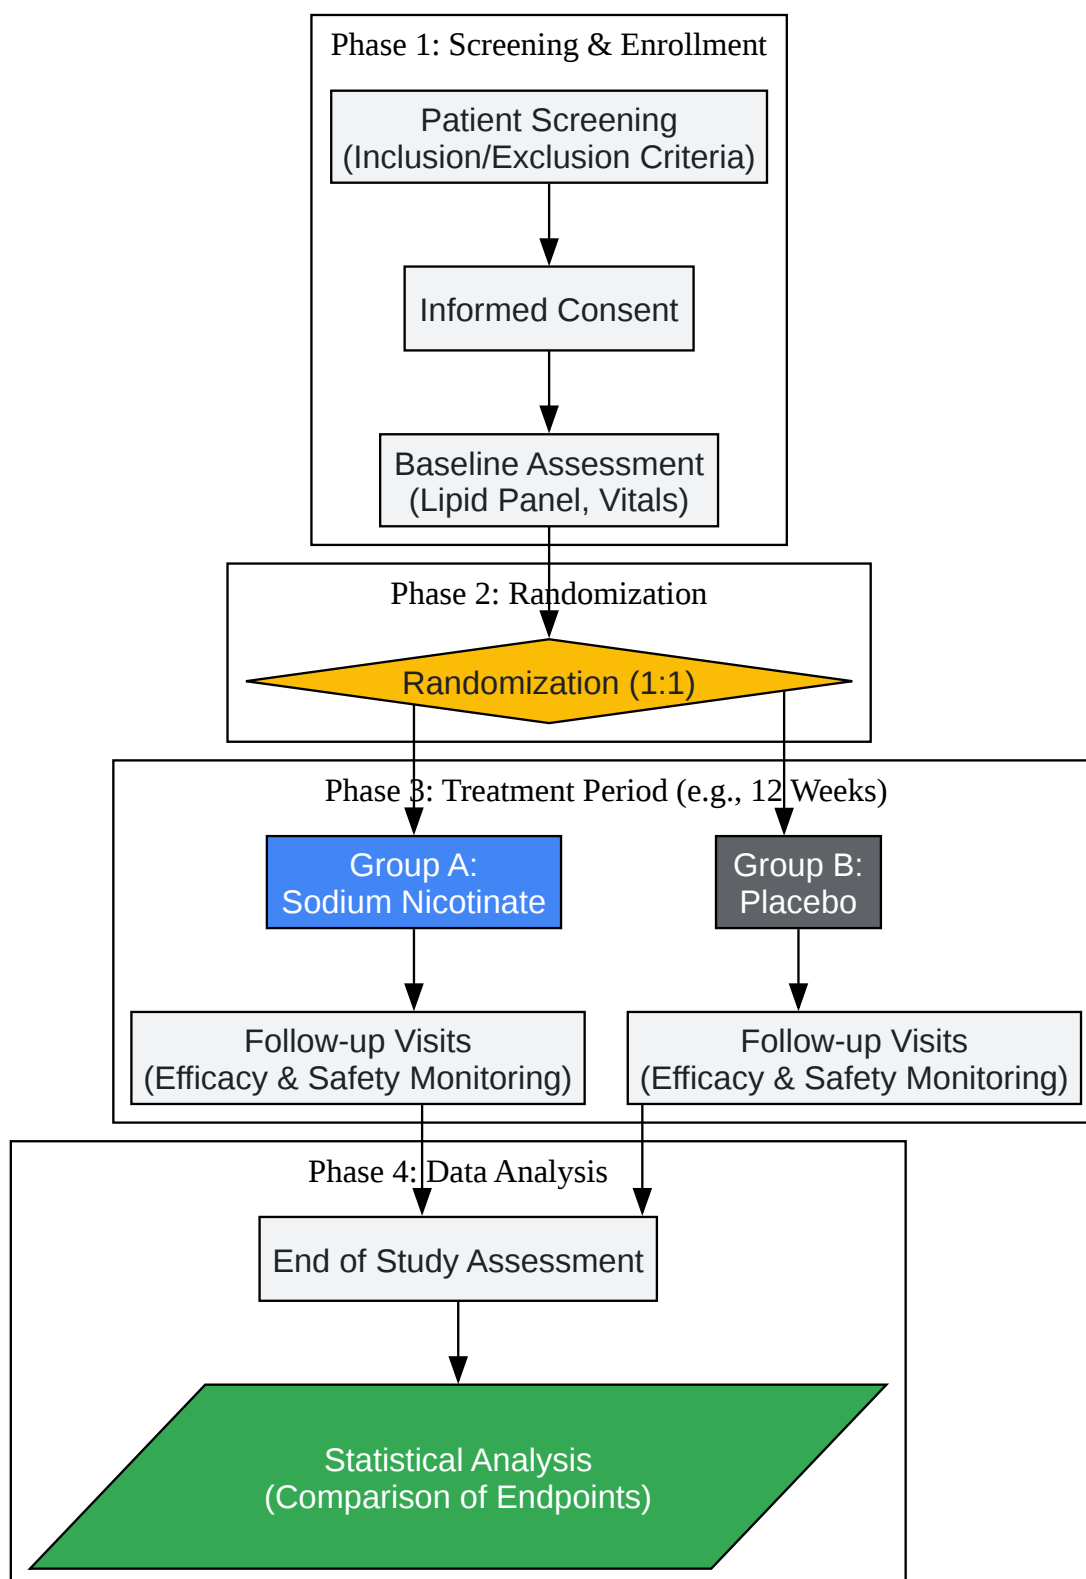 Phase 1: Screening & Enrollment
Patient Screening
(Inclusion/Exclusion Criteria)
Informed Consent
Baseline Assessment
(Lipid Panel, Vitals)
Phase 2: Randomization
Randomization (1:1)
Phase 3: Treatment Period (e.g., 12 Weeks)
Group A:
Sodium Nicotinate
Group B:
Placebo
Follow-up Visits
(Efficacy & Safety Monitoring)
Follow-up Visits
(Efficacy & Safety Monitoring)
Phase 4: Data Analysis
End of Study Assessment
Statistical Analysis
(Comparison of Endpoints)